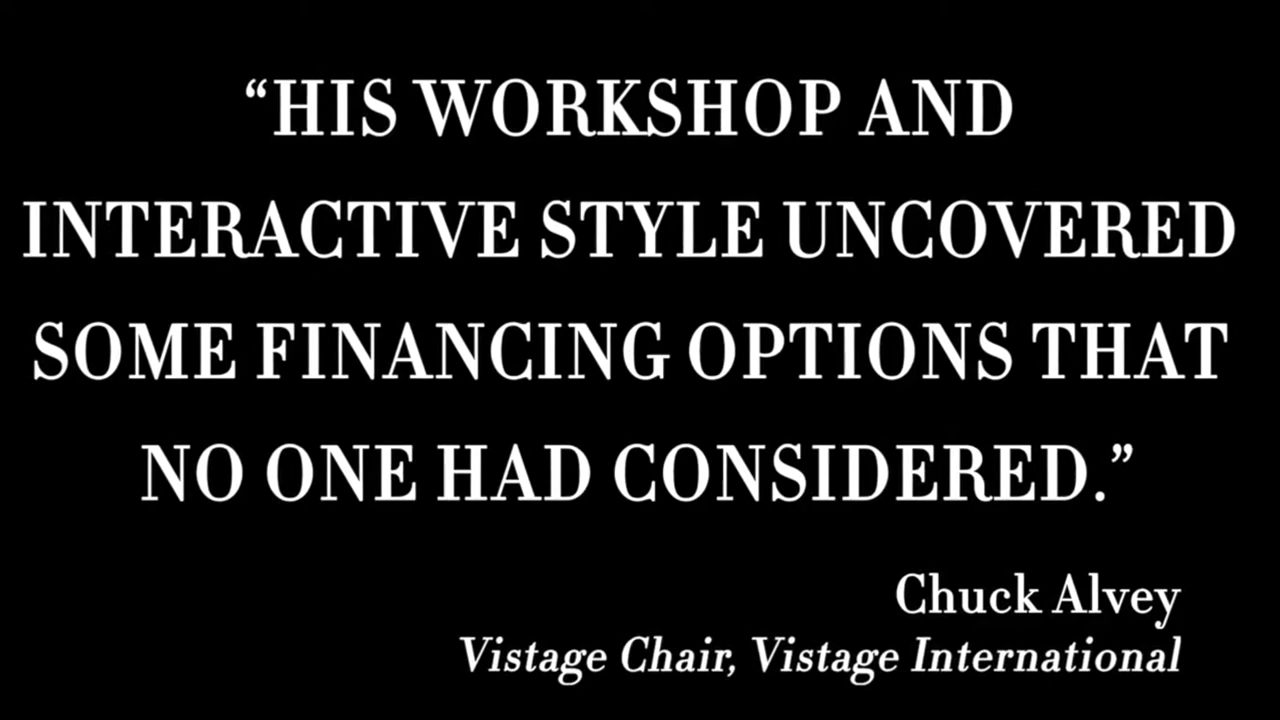 “HIS WORKSHOP AND
INTERACTIVE STYLE UNCOVERED
SOME FINANCING OPTIONS THAT
NO ONE HAD CONSIDERED.”
Chuck Alvey
Vistage Chair, Vistage International